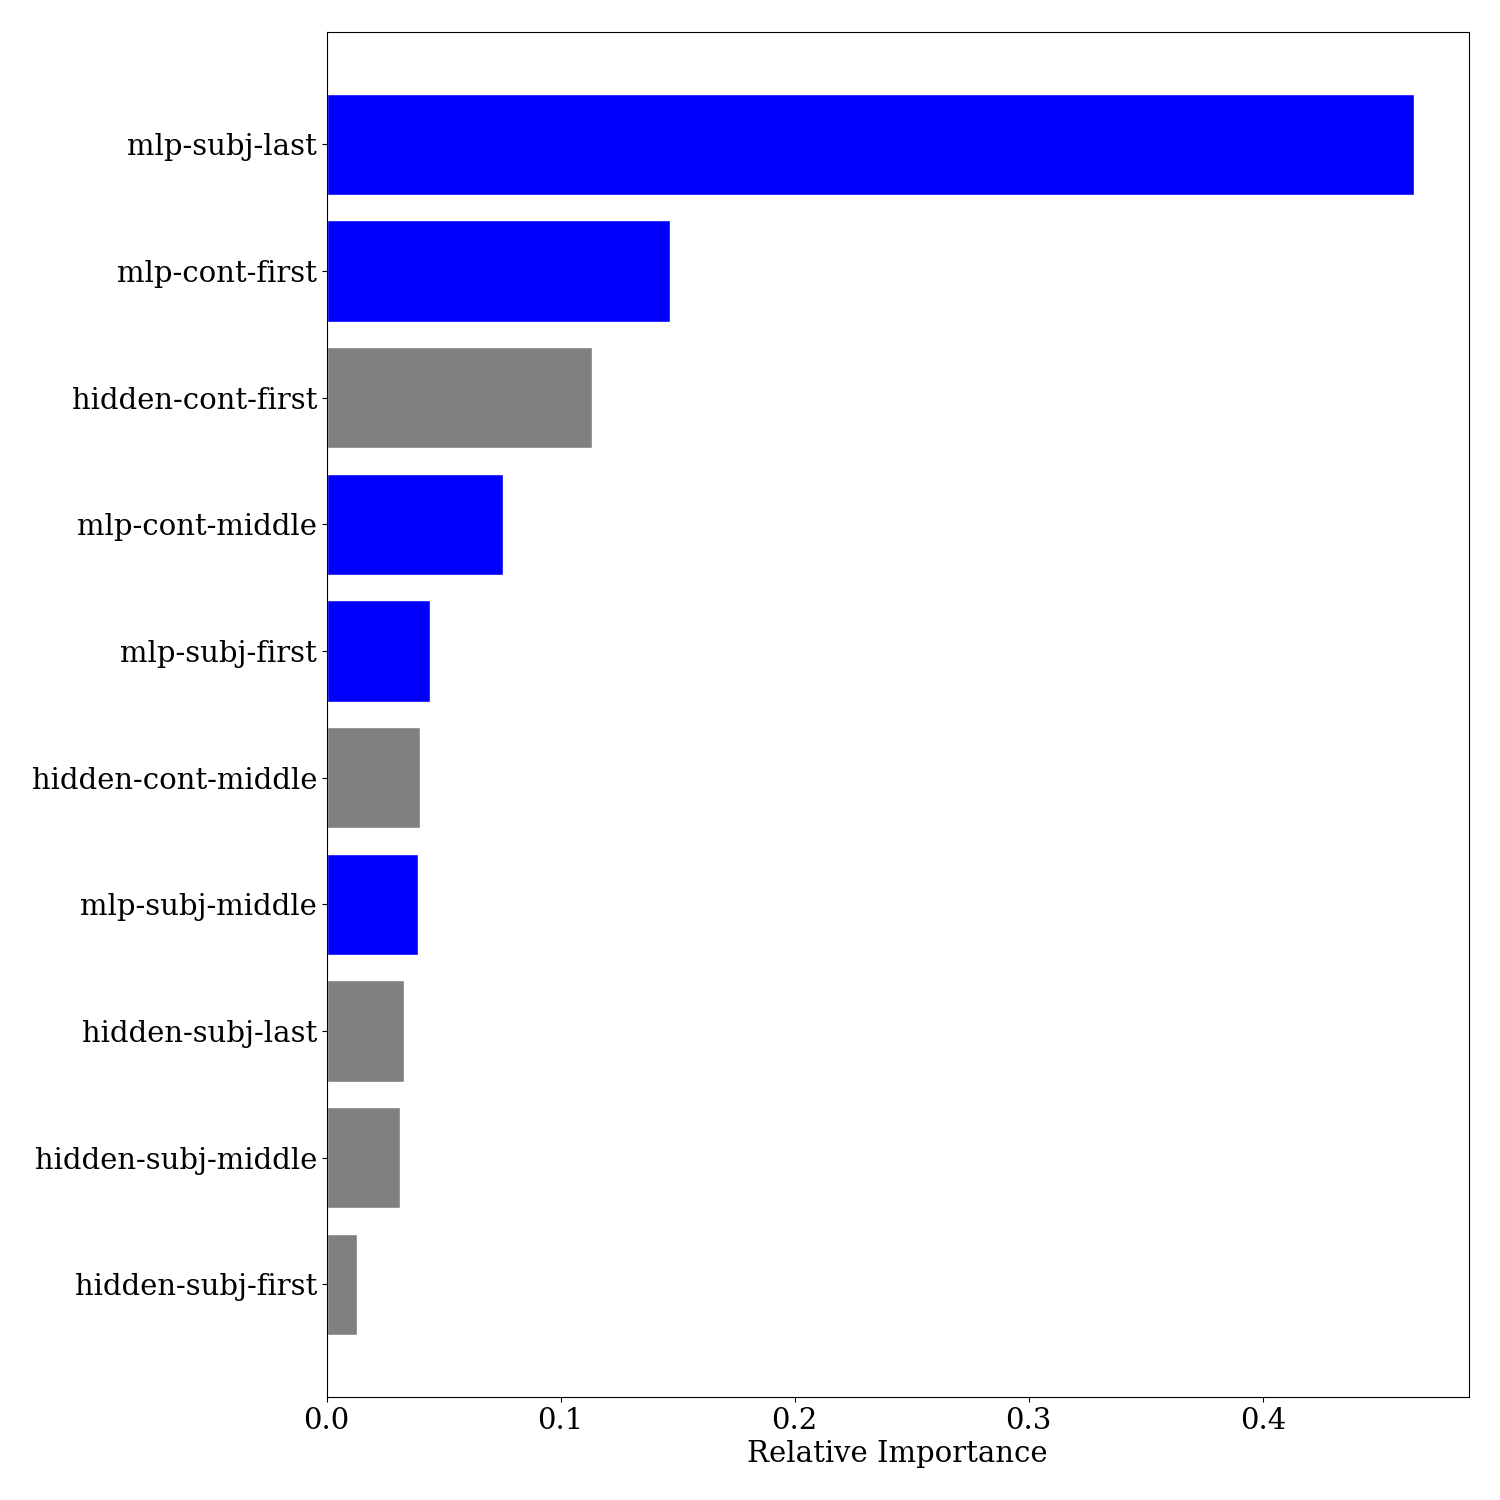 mlp-subj-last
mlp-cont-first
hidden-cont-first
mlp-cont-middle
mlp-subj-first
hidden-cont-middle
mlp-subj-middle
hidden-subj-last
hidden-subj-middle
hidden-subj-first
0.0 0.1 0.2 0.3 0.4
Relative Importance